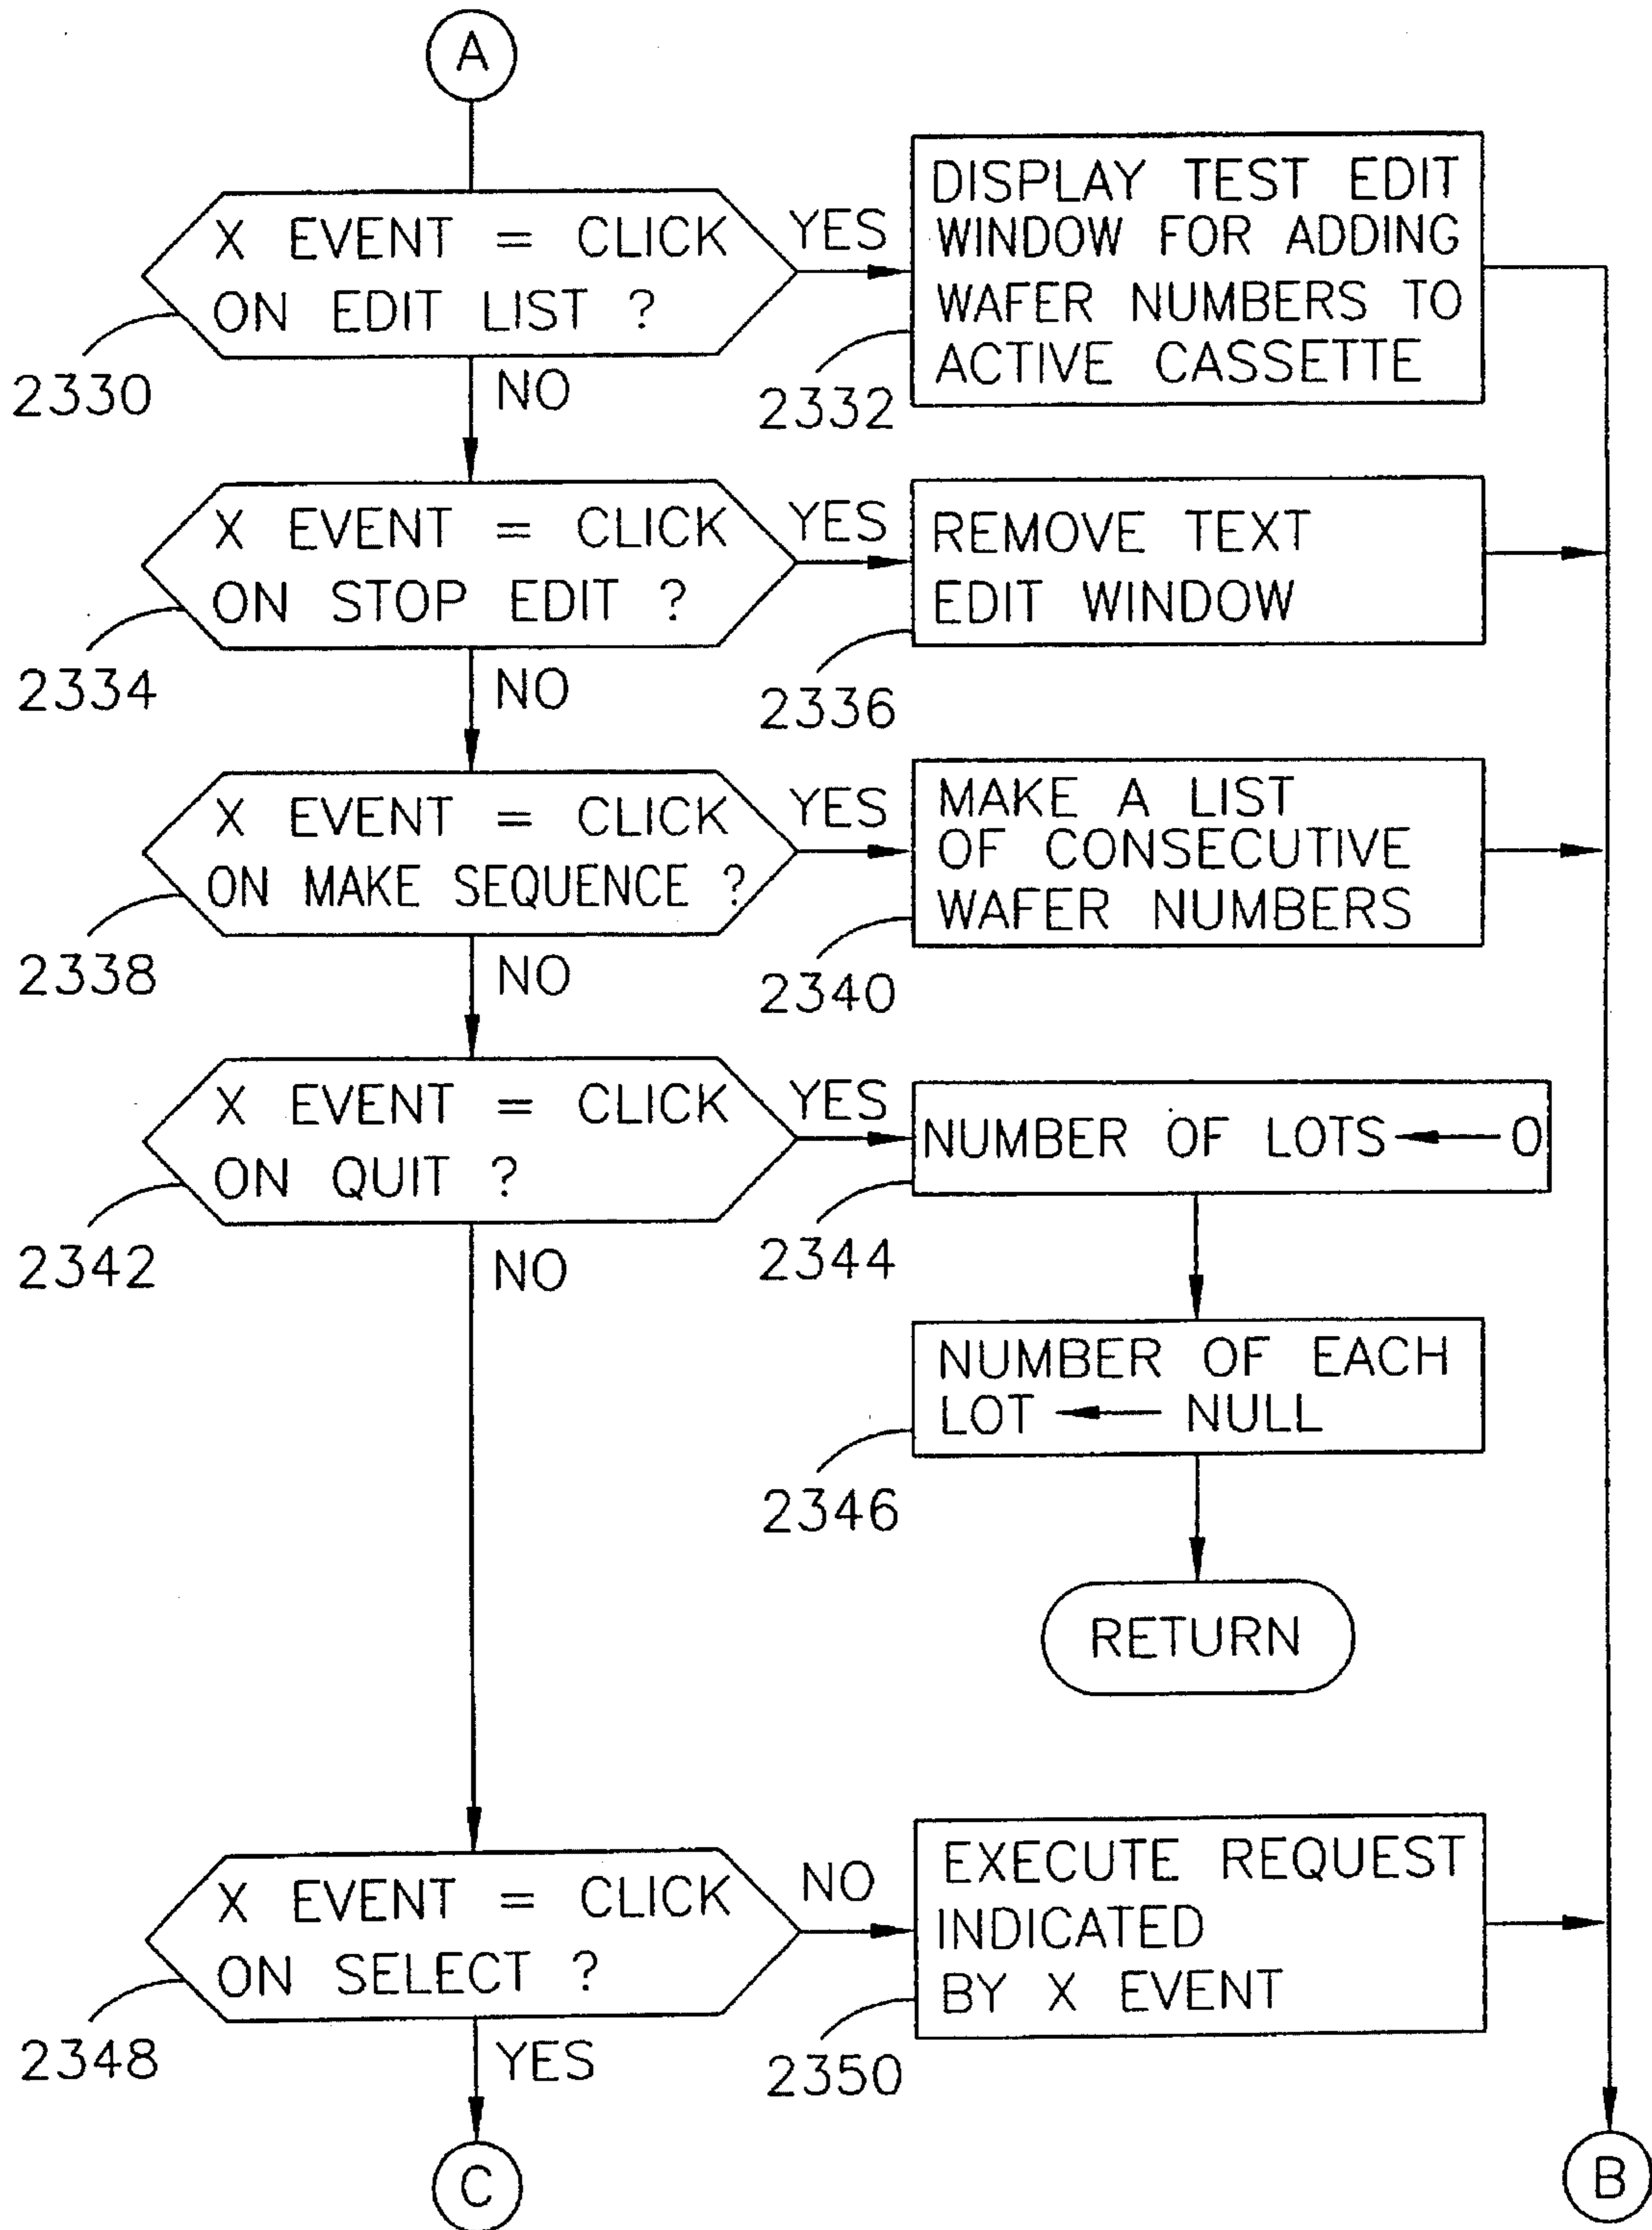 A
X EVENT = CLICK
ON EDIT LIST ?
2330
YES
NO
DISPLAY TEST EDIT
WINDOW FOR ADDING
WAFER NUMBERS TO
ACTIVE CASSETTE
2332
X EVENT = CLICK
ON STOP EDIT ?
2334
YES
NO
REMOVE TEXT
EDIT WINDOW
2336
X EVENT = CLICK
ON MAKE SEQUENCE ?
2338
YES
NO
MAKE A LIST
OF CONSECUTIVE
WAFER NUMBERS
2340
X EVENT = CLICK
ON QUIT ?
2342
YES
NO
NUMBER OF LOTS ← 0
2344
NUMBER OF EACH
LOT ← NULL
2346
RETURN
X EVENT = CLICK
ON SELECT ?
2348
NO
YES
EXECUTE REQUEST
INDICATED
BY X EVENT
2350
C
B